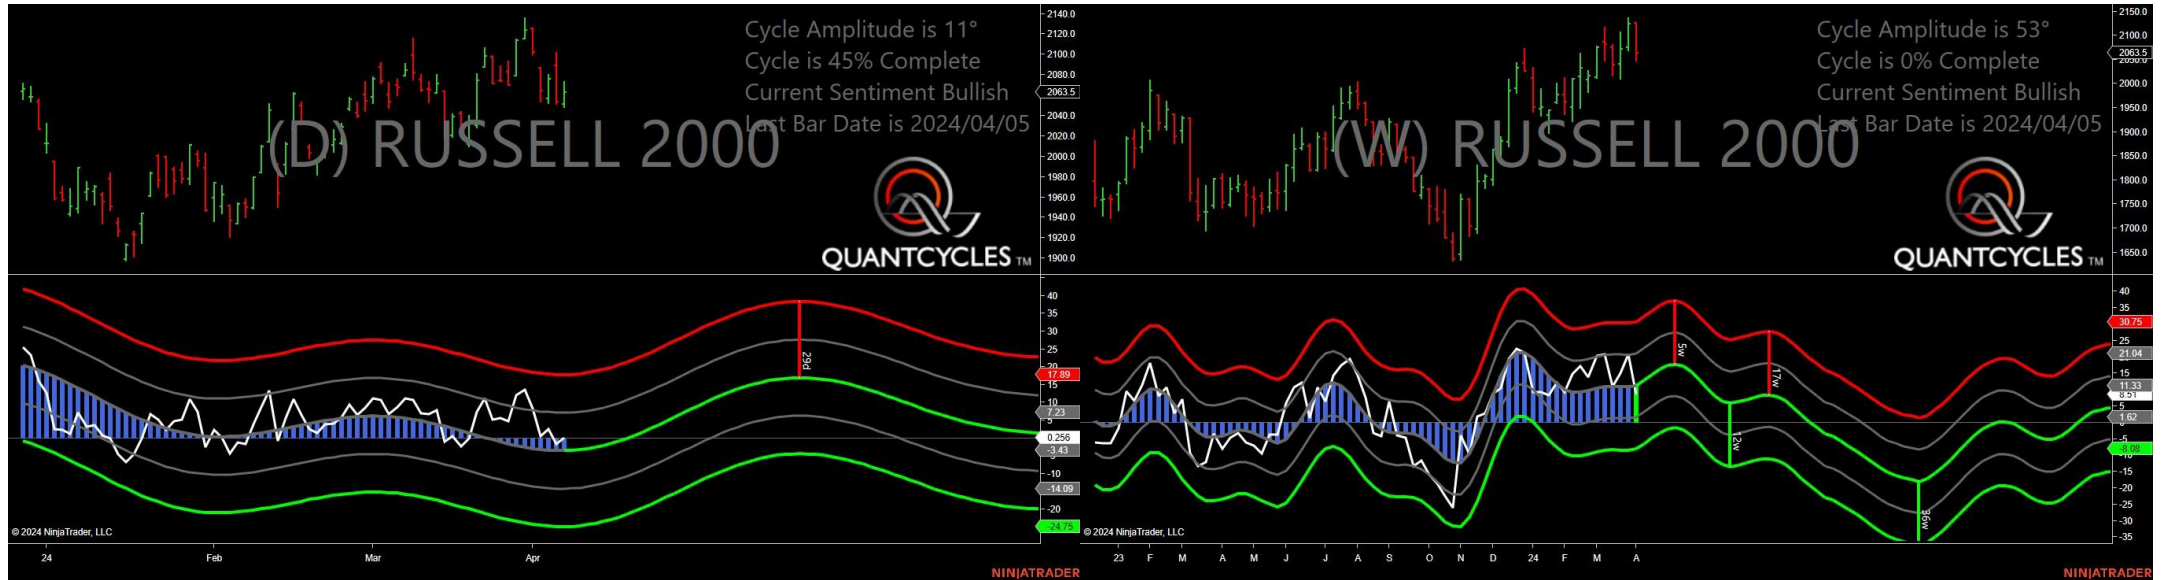 Cycle Amplitude is 11°
Cycle is 45% Complete
Current Sentiment Bullish
Last Bar Date is 2024/04/05
(D) RUSSELL 2000
QUANTCYCLES TM
2140.0
2120.0
2100.0
2080.0
2063.5
2040.0
2020.0
2000.0
1980.0
1960.0
1940.0
1920.0
1900.0
29d
40
35
30
25
17.89
15
10
7.23
5
0.256
-3.43
-10
-14.09
-20
-24.75
© 2024 NinjaTrader, LLC
24 Feb Mar Apr
NINJATRADER
Cycle Amplitude is 53°
Cycle is 0% Complete
Current Sentiment Bullish
Last Bar Date is 2024/04/05
(W) RUSSELL 2000
QUANTCYCLES TM
2150.0
2100.0
2063.5
2050.0
2000.0
1950.0
1900.0
1850.0
1800.0
1750.0
1700.0
1650.0
5w
17w
12w
36w
40
35
30.75
25
21.04
15
11.33
8.51
5
1.62
-8.08
-15
-20
-25
-30
-35
© 2024 NinjaTrader, LLC
23 F M A M J J A S O N D 24 F M A
NINJATRADER